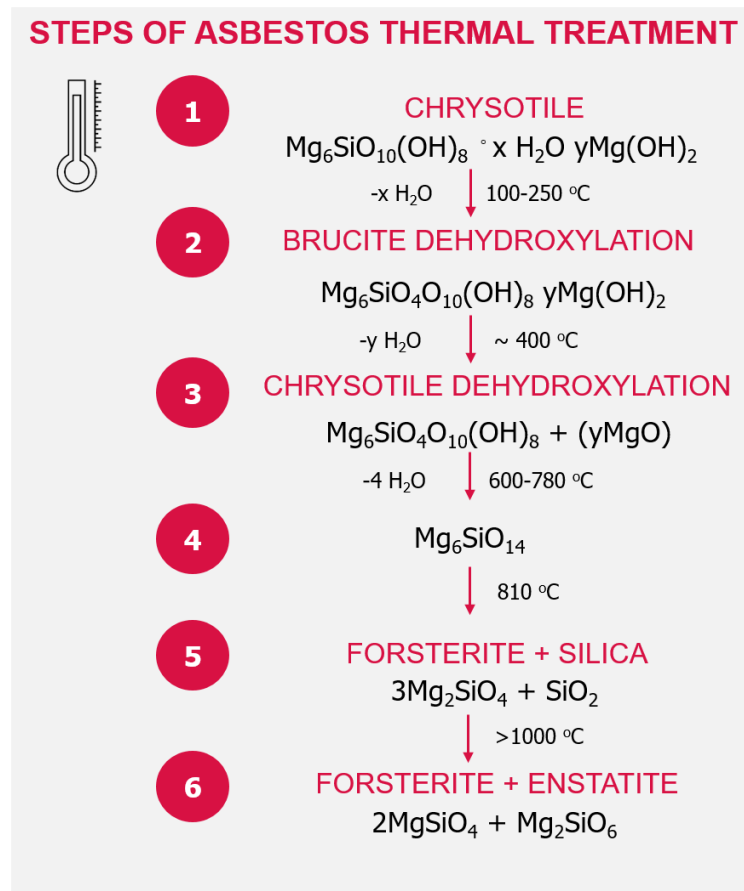 STEPS OF ASBESTOS THERMAL TREATMENT
1
CHRYSOTILE
Mg₆SiO₁₀(OH)₈ ° x H₂O yMg(OH)₂
-x H₂O 100-250 ºC
2
BRUCITE DEHYDROXYLATION
Mg₆SiO₄O₁₀(OH)₈ yMg(OH)₂
-y H₂O ~ 400 ºC
3
CHRYSOTILE DEHYDROXYLATION
Mg₆SiO₄O₁₀(OH)₈ + (yMgO)
-4 H₂O 600-780 ºC
4
Mg₆SiO₁₄
810 ºC
5
FORSTERITE + SILICA
3Mg₂SiO₄ + SiO₂
>1000 ºC
6
FORSTERITE + ENSTATITE
2MgSiO₄ + Mg₂SiO₆